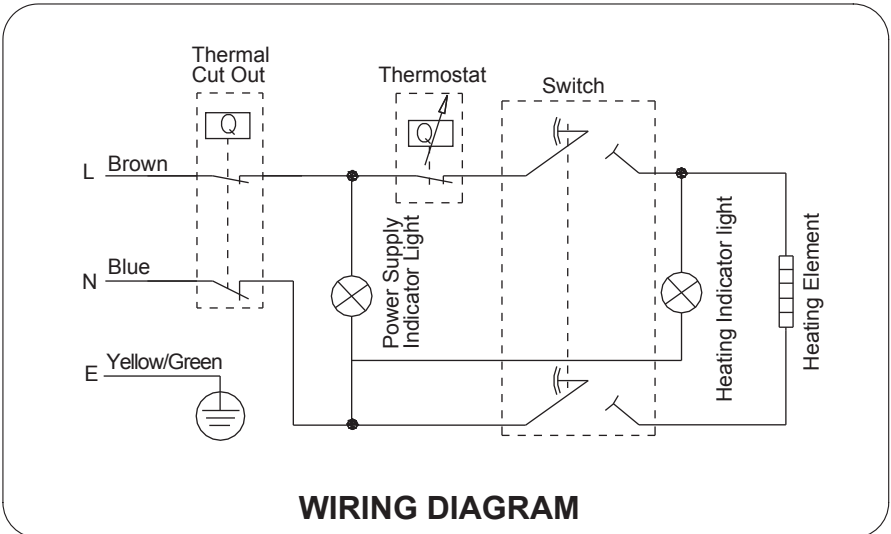 Thermal
Cut Out
Thermostat
Switch
Q
Q
L Brown
N Blue
E Yellow/Green
Power Supply
Indicator Light
Heating Indicator light
Heating Element
WIRING DIAGRAM